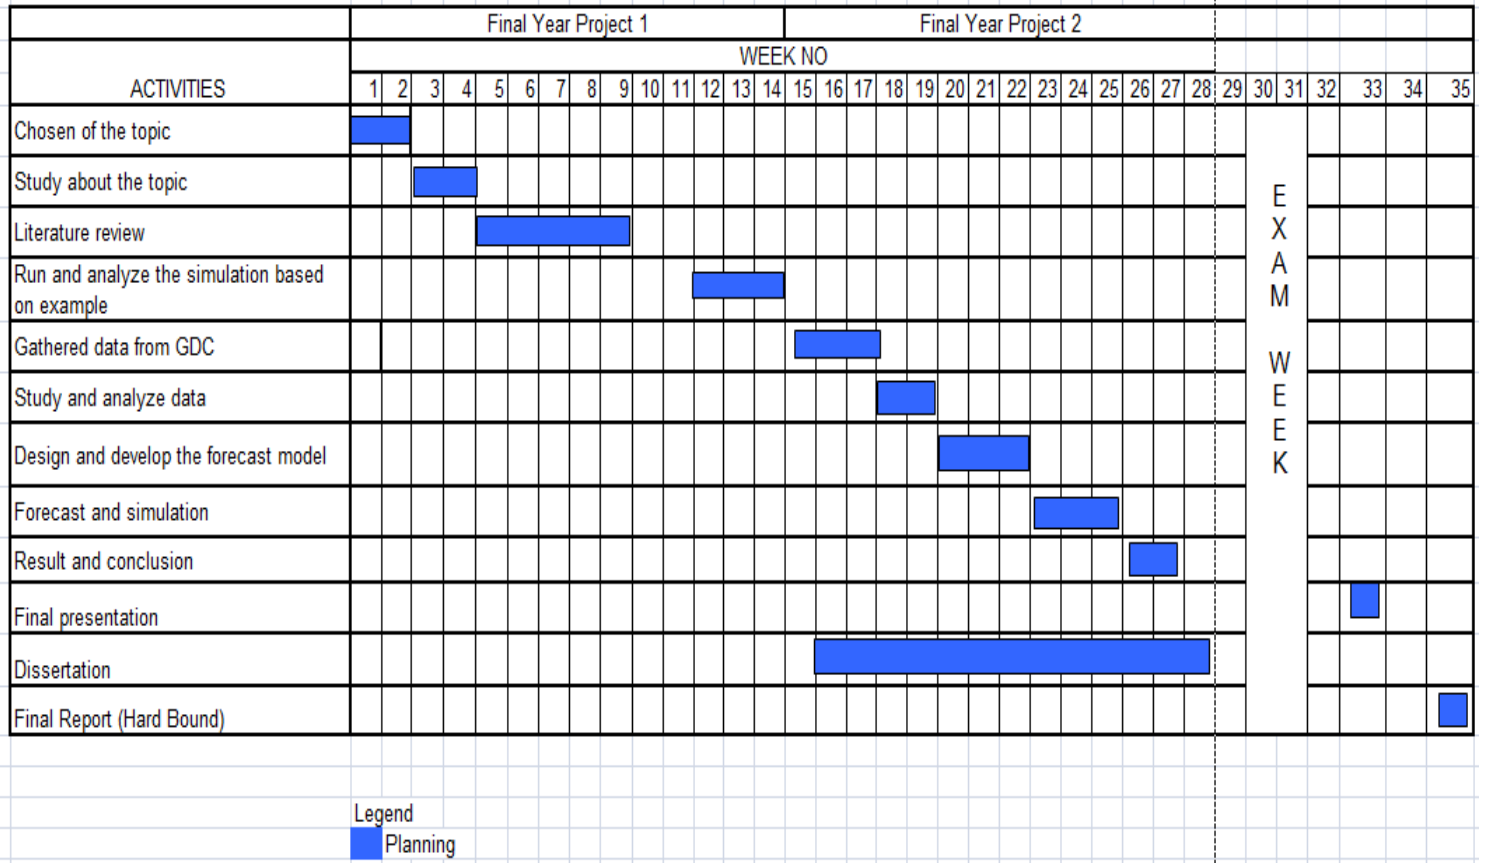 Final Year Project 1 Final Year Project 2
WEEK NO
ACTIVITIES 1 2 3 4 5 6 7 8 9 10 11 12 13 14 15 16 17 18 19 20 21 22 23 24 25 26 27 28 29 30 31 32 33 34 35
Chosen of the topic
Study about the topic
Literature review
Run and analyze the simulation based
on example
Gathered data from GDC
Study and analyze data
Design and develop the forecast model
Forecast and simulation
Result and conclusion
Final presentation
Dissertation
Final Report (Hard Bound)
E
X
A
M
W
E
E
K
Legend
Planning